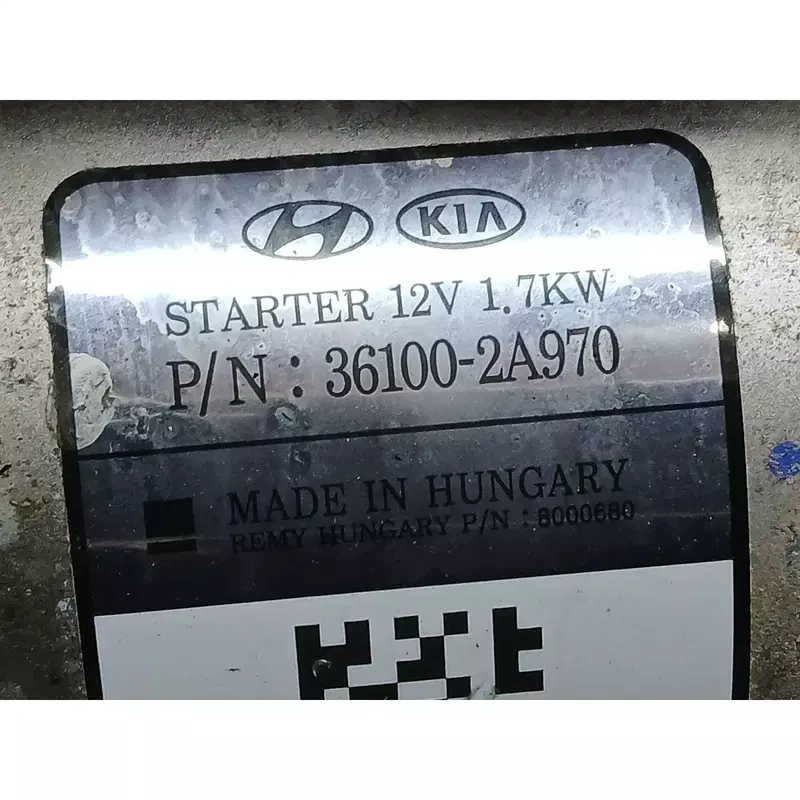 KIA
STARTER 12V 1.7KW
P/N : 36100-2A970
MADE IN HUNGARY
REMY HUNGARY P/N : 8000680